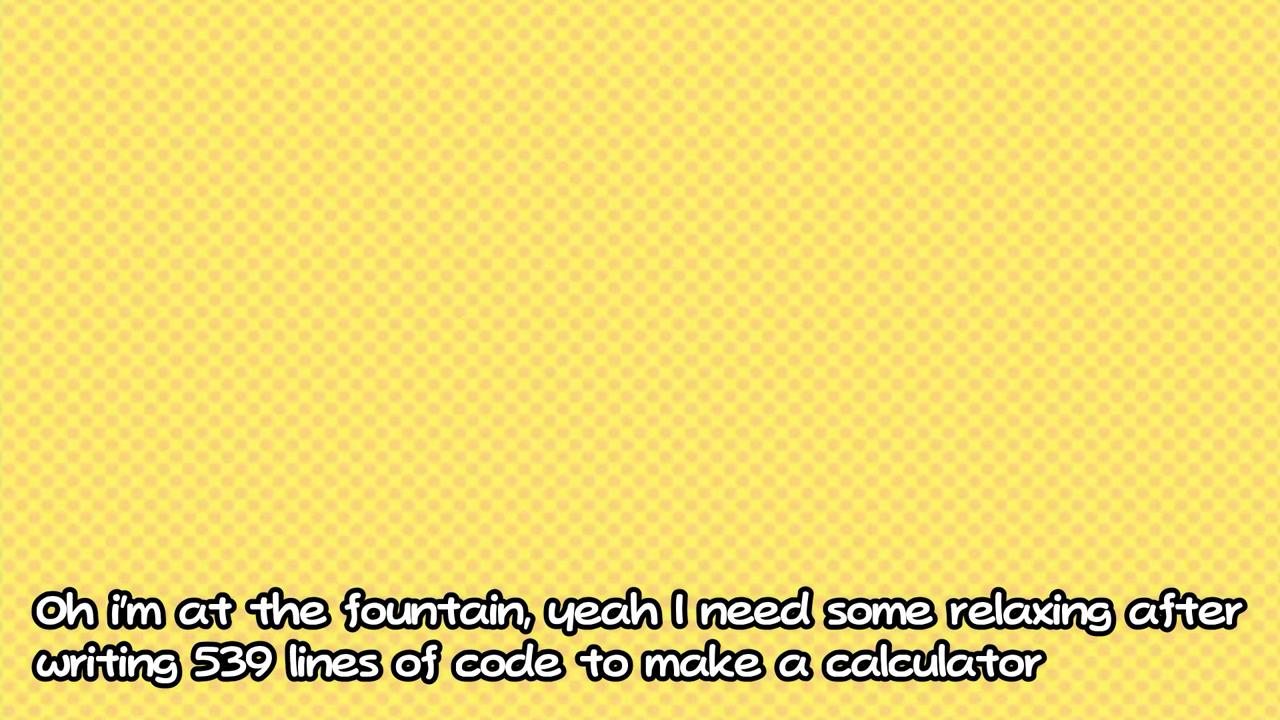 Oh i'm at the fountain, yeah I need some relaxing after
writing 539 lines of code to make a calculator